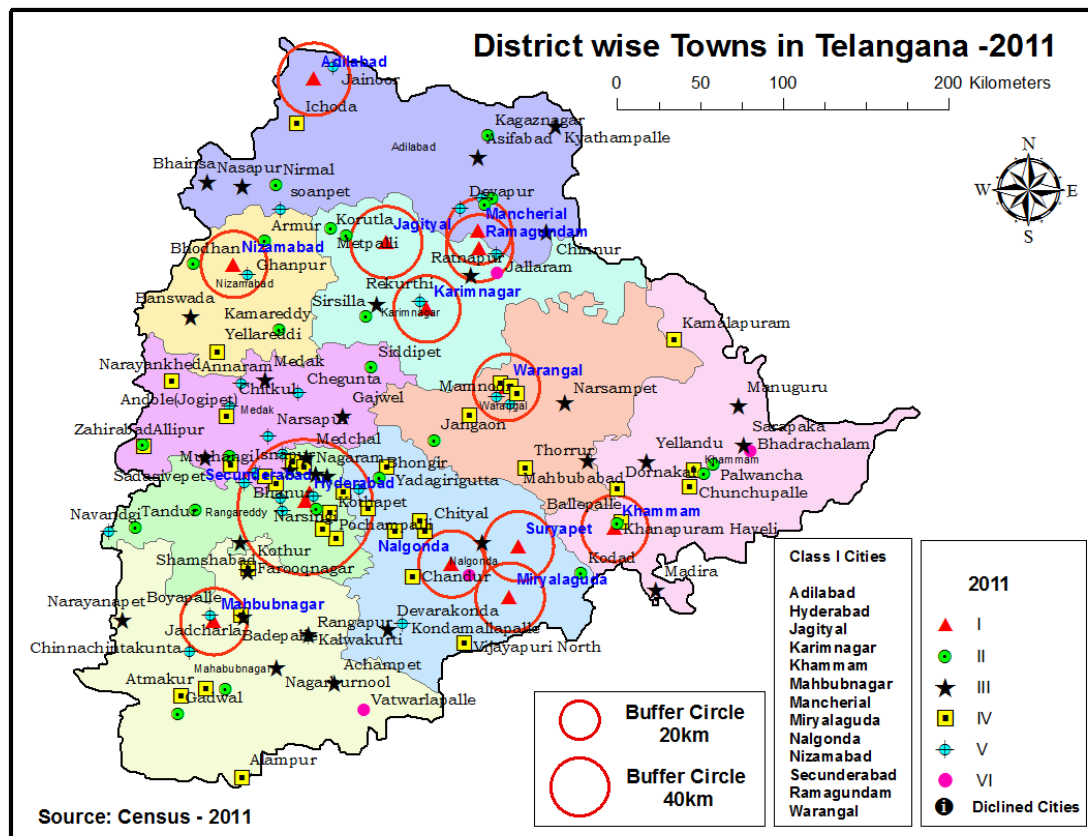 District wise Towns in Telangana -2011
0 50 100 200 Kilometers
N
W E
S
Adilabad
Jainoor
Ichoda
Kagaznagar
Asifabad
Kyathampalle
Adilabad
Bhainsa
Nasapur
Nirmal
soanpet
Devapur
Armur
Korutla
Metpalli
Jagityal
Mancherial
Ramagundam
Chinnur
Bhodhan
Nizamabad
Ghanpur
Nizamabad
Ratnapur
Jallaram
Banswada
Rekurthi
Karimnagar
Sirsilla
Karimnagar
Kamareddy
Yellareddi
Kamalapuram
Siddipet
Narayankhed
Annaram
Medak
Chegunta
Chitkul
Warangal
Mamnoor
Warangal
Narsampet
Manuguru
Andole(Jogipet)
Medak
Narsapur
Gajwel
Jangaon
Sarapaka
Zahirabad
Allipur
Medchal
Yellandu
Bhadrachalam
Muthangi
Isnapur
Nagaram
Bhongir
Thorrur
Khammam
Sadasivepet
Secunderabad
Yadagirigutta
Mahbubabad
Dornakal
Palwancha
Hyderabad
Chunchupalle
Bhanur
Kothapet
Ballepalle
Navandgi
Tandur
Rangareddy
Narsingi
Pochampalli
Chityal
Suryapet
Khammam
Khanapuram Haveli
Kothur
Nalgonda
Nalgonda
Kodad
Shamshabad
Farooqnagar
Chandur
Miryalaguda
Madira
Narayanapet
Boyapalle
Mahbubnagar
Devarakonda
Jadcharla
Badepalle
Rangapur
Kondamallapalle
Kalwakurti
Chinnachintakunta
Vijayapuri North
Mahabubnagar
Achampet
Atmakur
Nagarkurnool
Gadwal
Vatwarlapalle
Alampur
Buffer Circle
20km
Buffer Circle
40km
Class I Cities
Adilabad
Hyderabad
Jagityal
Karimnagar
Khammam
Mahbubnagar
Mancherial
Miryalaguda
Nalgonda
Nizamabad
Secunderabad
Ramagundam
Warangal
2011
I
II
III
IV
V
VI
Diclined Cities
Source: Census - 2011